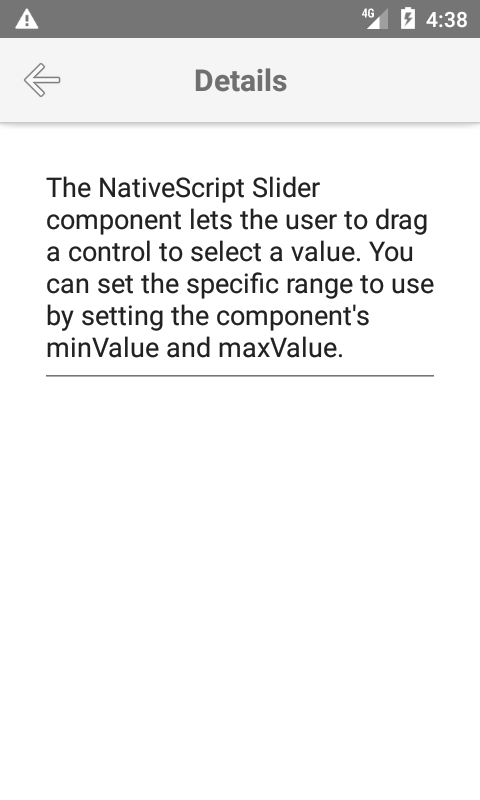 4G 4:38
Details
The NativeScript Slider
component lets the user to drag
a control to select a value. You
can set the specific range to use
by setting the component's
minValue and maxValue.